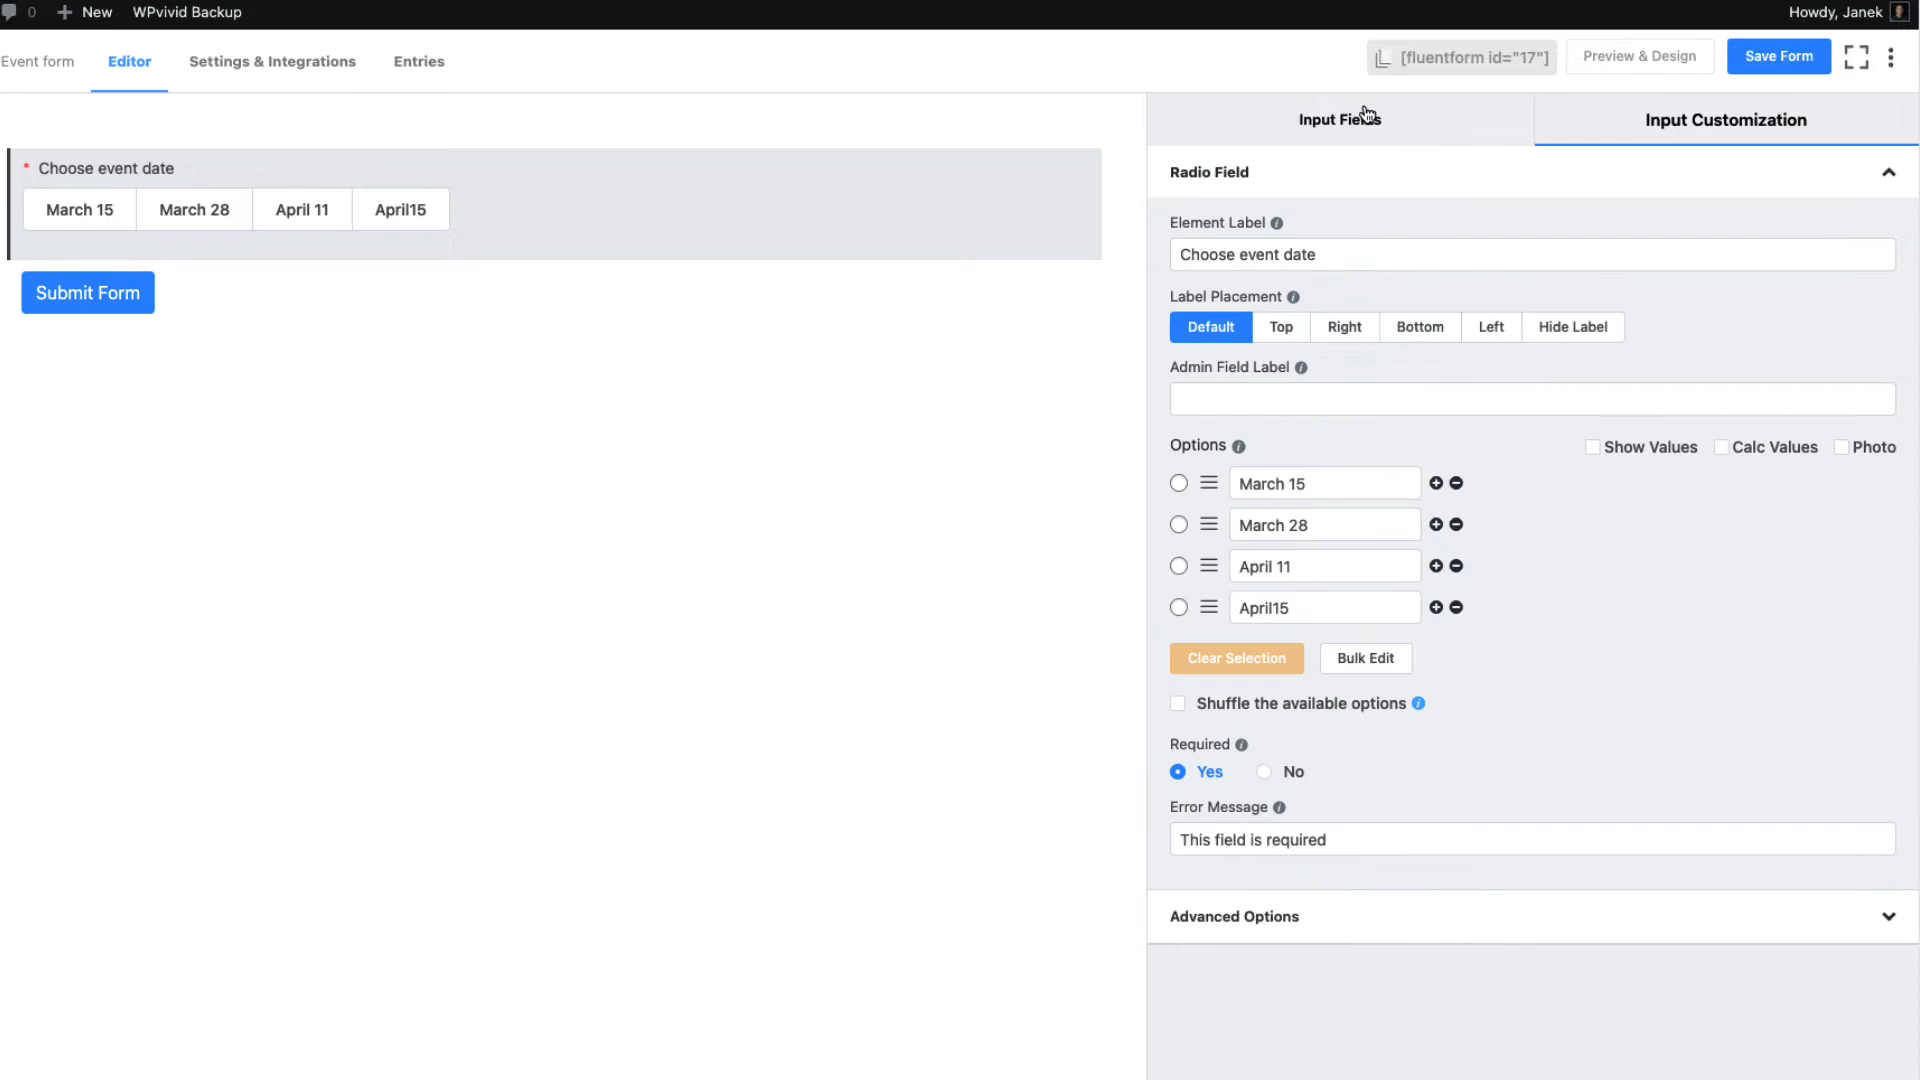 0 New WPvivid Backup Howdy, Janek
Event form Editor Settings & Integrations Entries [fluentform id="17"] Preview & Design Save Form
Input Fields Input Customization
* Choose event date
March 15 March 28 April 11 April15
Submit Form
Radio Field
Element Label
Choose event date
Label Placement
Default Top Right Bottom Left Hide Label
Admin Field Label
Options Show Values Calc Values Photo
March 15
March 28
April 11
April15
Clear Selection Bulk Edit
Shuffle the available options
Required
Yes No
Error Message
This field is required
Advanced Options